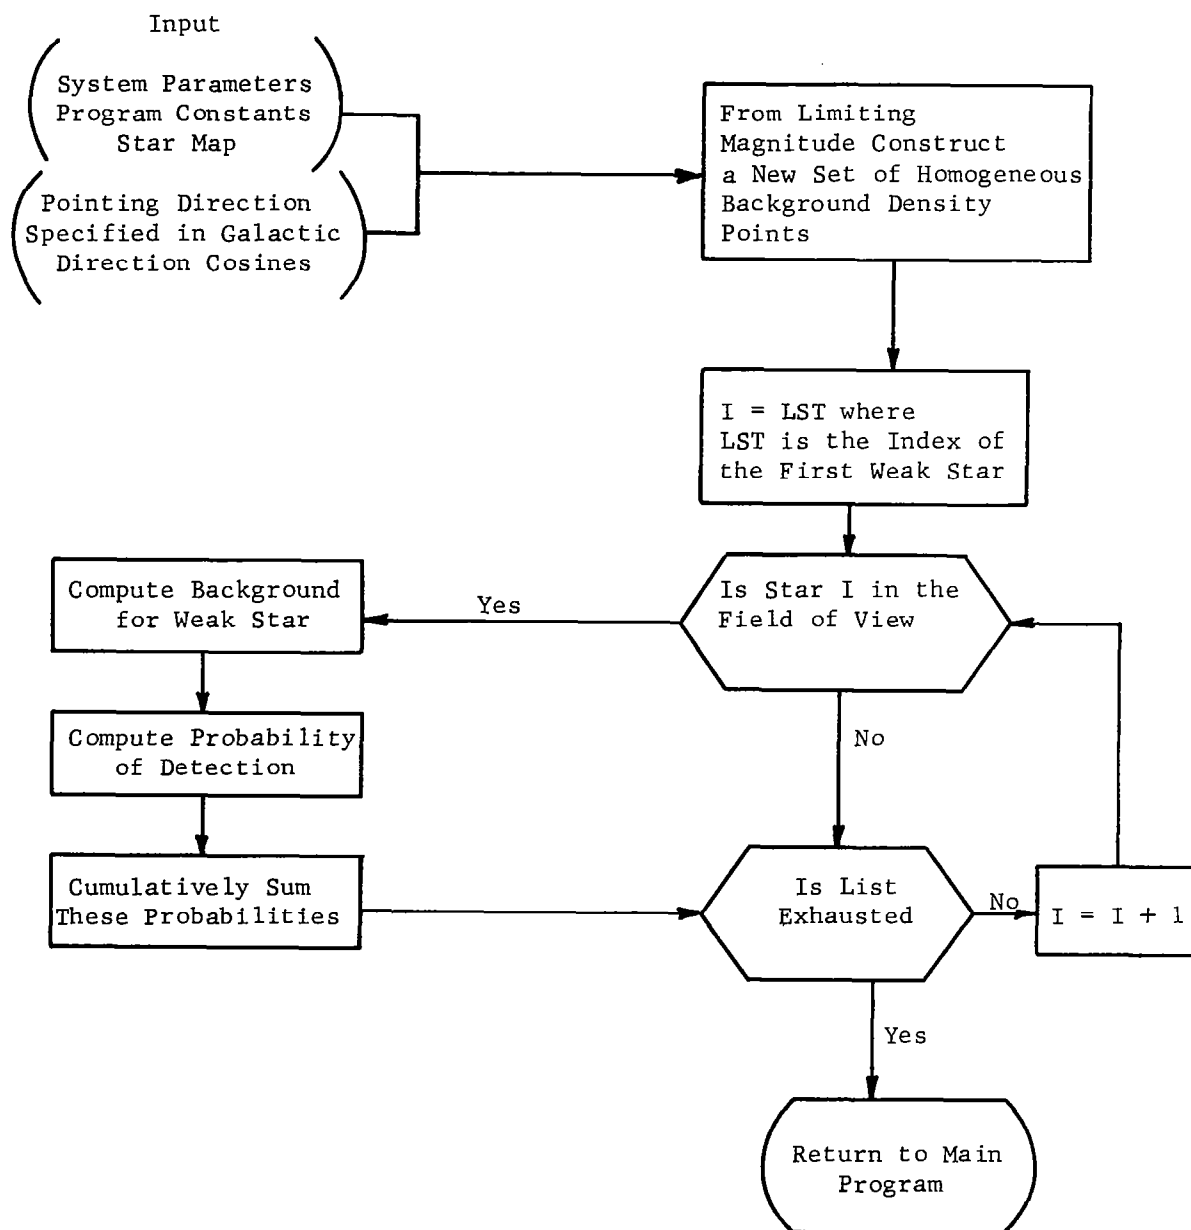 Input
System Parameters
Program Constants
Star Map
Pointing Direction
Specified in Galactic
Direction Cosines
From Limiting
Magnitude Construct
a New Set of Homogeneous
Background Density
Points
I = LST where
LST is the Index of
the First Weak Star
Is Star I in the
Field of View
Yes
No
Compute Background
for Weak Star
Compute Probability
of Detection
Cumulatively Sum
These Probabilities
Is List
Exhausted
No
I = I + 1
Yes
Return to Main
Program